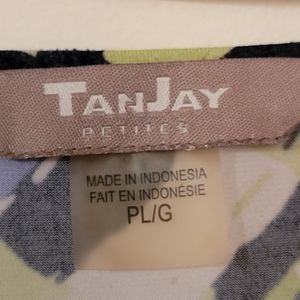 TANJAY
PETITES
MADE IN INDONESIA
FAIT EN INDONÉSIE
PL/G